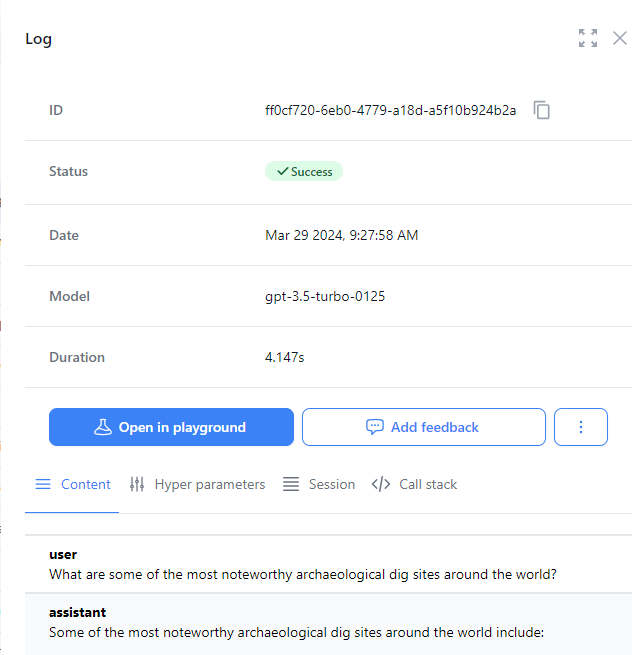 Log
ID ff0cf720-6eb0-4779-a18d-a5f10b924b2a
Status Success
Date Mar 29 2024, 9:27:58 AM
Model gpt-3.5-turbo-0125
Duration 4.147s
Open in playground Add feedback
Content Hyper parameters Session Call stack
user
What are some of the most noteworthy archaeological dig sites around the world?
assistant
Some of the most noteworthy archaeological dig sites around the world include: